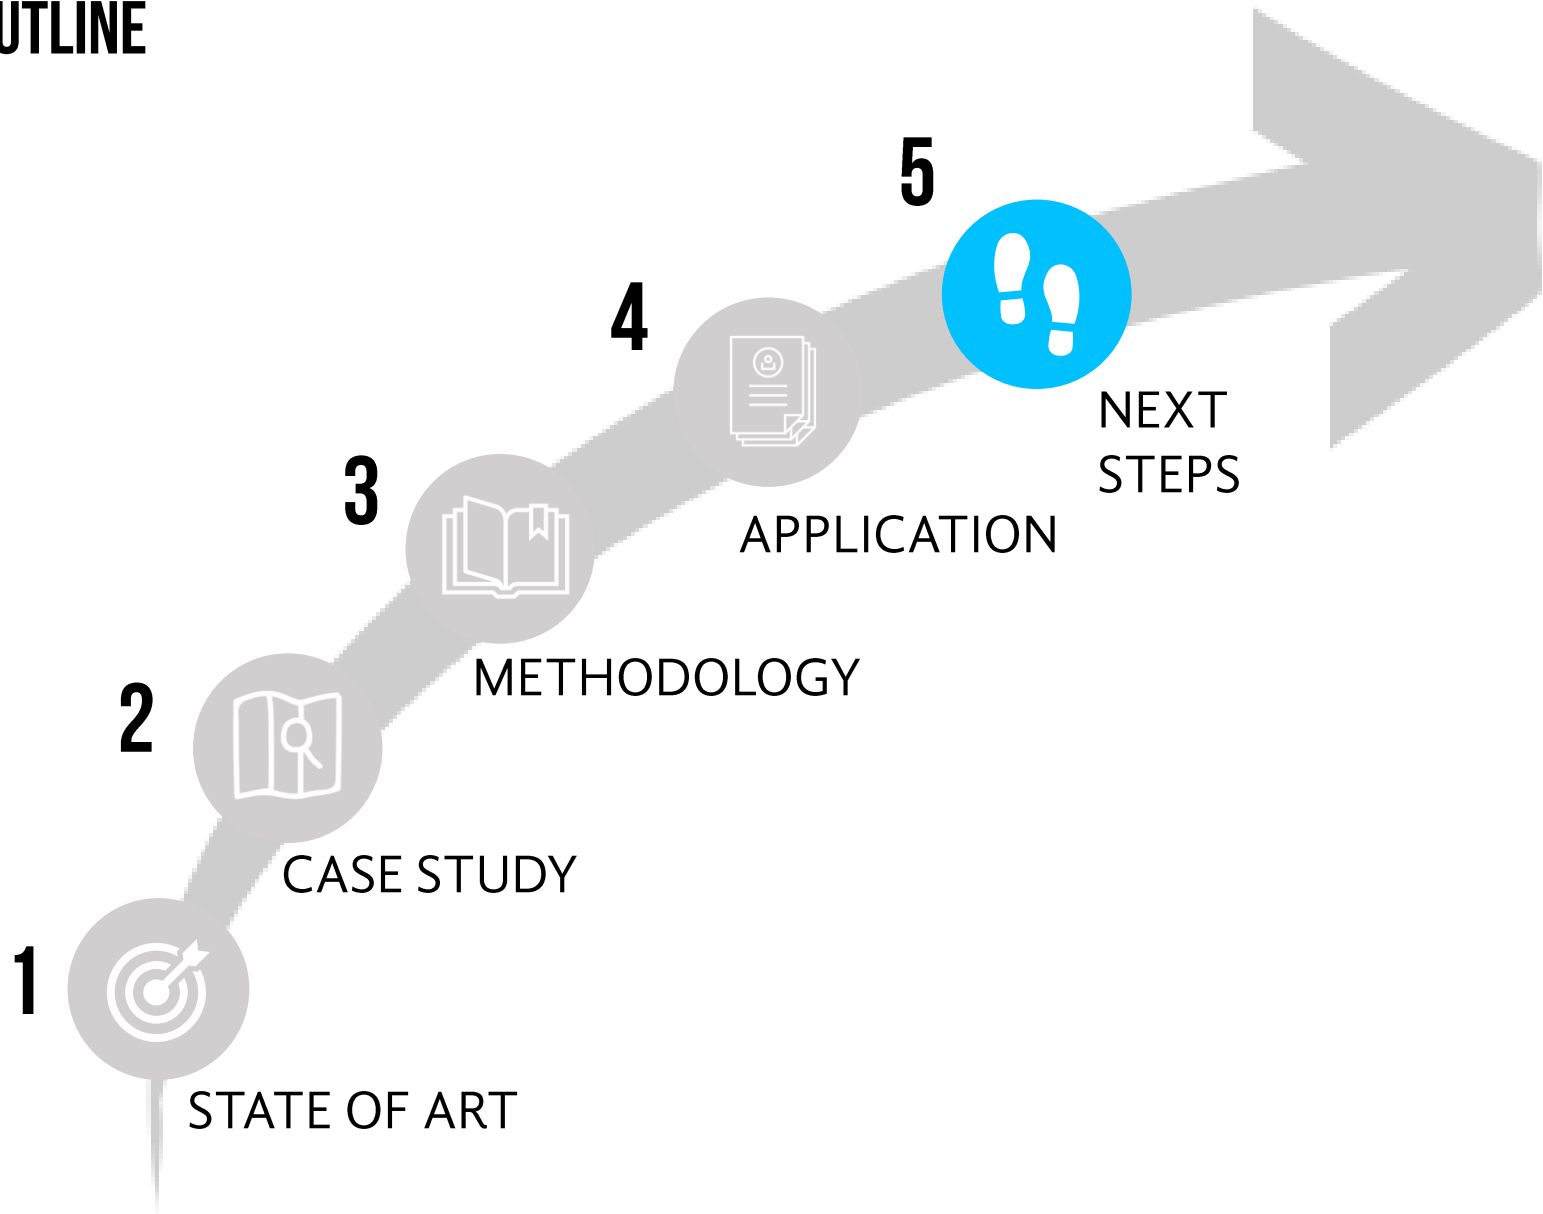 UTLINE
1
STATE OF ART
2
CASE STUDY
3
METHODOLOGY
4
APPLICATION
5
NEXT
STEPS